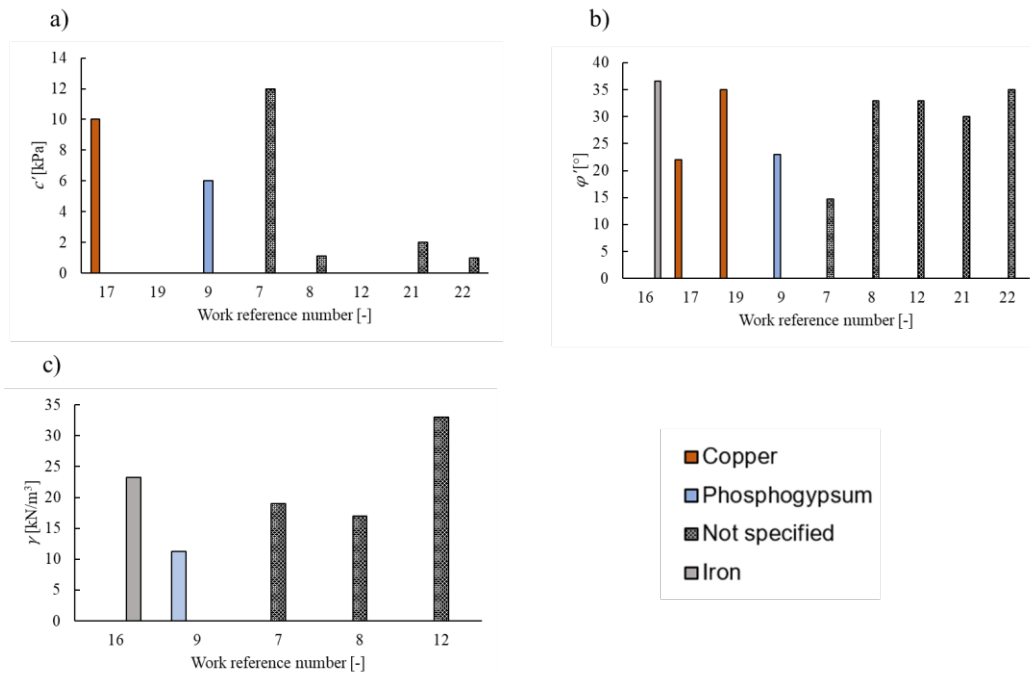 a)
14
12
10
8
6
4
2
0
c' [kPa]
17 19 9 7 8 12 21 22
Work reference number [-]
b)
40
35
30
25
20
15
10
5
0
φ' [°]
16 17 19 9 7 8 12 21 22
Work reference number [-]
c)
35
30
25
20
15
10
5
0
γ [kN/m³]
16 9 7 8 12
Work reference number [-]
Copper
Phosphogypsum
Not specified
Iron